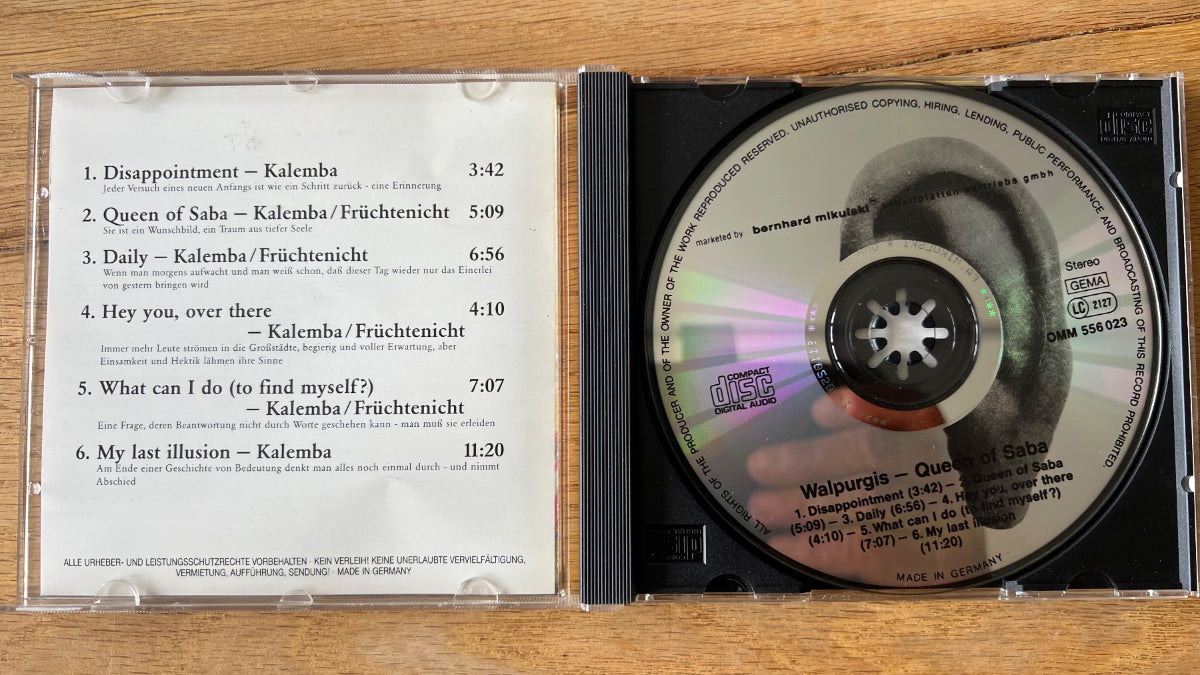 1. Disappointment – Kalemba 3:42
Jeder Versuch eines neuen Anfangs ist wie ein Schritt zurück - eine Erinnerung
2. Queen of Saba – Kalemba/Früchtenicht 5:09
Sie ist ein Wunschbild, ein Traum aus tiefer Seele
3. Daily – Kalemba/Früchtenicht 6:56
Wenn man morgens aufwacht und man weiß schon, daß dieser Tag wieder nur das Einerlei
von gestern bringen wird
4. Hey you, over there 4:10
– Kalemba/Früchtenicht
Immer mehr Leute strömen in die Großstädte, begierig und voller Erwartung, aber
Einsamkeit und Hektik lähmen ihre Sinne
5. What can I do (to find myself?) 7:07
– Kalemba/Früchtenicht
Eine Frage, deren Beantwortung nicht durch Worte geschehen kann - man muß sie erleiden
6. My last illusion – Kalemba 11:20
Am Ende einer Geschichte von Bedeutung denkt man alles noch einmal durch - und nimmt
Abschied
ALLE URHEBER- UND LEISTUNGSSCHUTZRECHTE VORBEHALTEN · KEIN VERLEIH! KEINE UNERLAUBTE VERVIELFÄLTIGUNG,
VERMIETUNG, AUFFÜHRUNG, SENDUNG! · MADE IN GERMANY
ALL RIGHTS OF THE PRODUCER AND OF THE OWNER OF THE WORK REPRODUCED RESERVED. UNAUTHORISED COPYING, HIRING, LENDING, PUBLIC PERFORMANCE AND BROADCASTING OF THIS RECORD PROHIBITED.
marketed by bernhard mikulski schallplatten vertriebs gmbh
Stereo
GEMA
LC 2127
OMM 556 023
COMPACT
disc
DIGITAL AUDIO
Walpurgis – Queen of Saba
1. Disappointment (3:42) – 2. Queen of Saba
(5:09) – 3. Daily (6:56) – 4. Hey you, over there
(4:10) – 5. What can I do (to find myself?)
(7:07) – 6. My last illusion
(11:20)
MADE IN GERMANY
COMPACT
disc
DIGITAL AUDIO